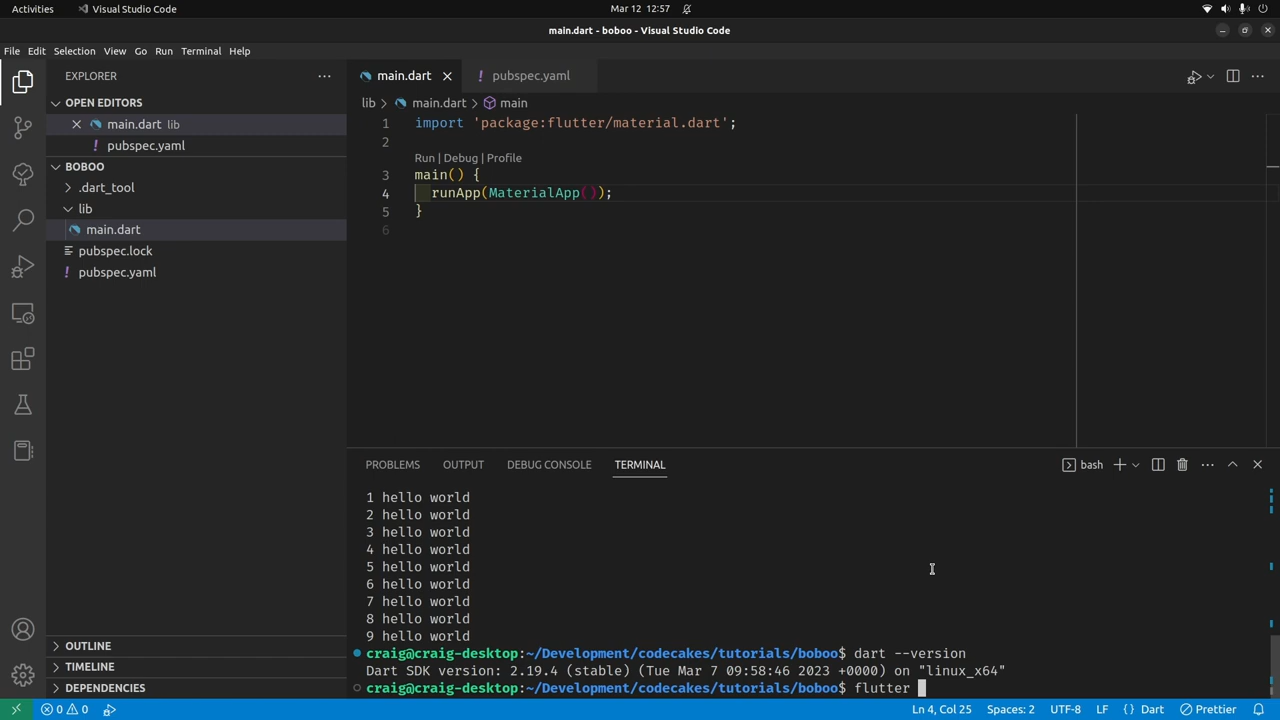 Activities
Visual Studio Code
Mar 12 12:57
main.dart - boboo - Visual Studio Code
File Edit Selection View Go Run Terminal Help
EXPLORER
OPEN EDITORS
main.dart lib
pubspec.yaml
BOBOO
.dart_tool
lib
main.dart
pubspec.lock
pubspec.yaml
OUTLINE
TIMELINE
DEPENDENCIES
main.dart
pubspec.yaml
lib > main.dart > main
1 import 'package:flutter/material.dart';
2
Run | Debug | Profile
3 main() {
4 runApp(MaterialApp());
5 }
6
PROBLEMS OUTPUT DEBUG CONSOLE TERMINAL
bash
1 hello world
2 hello world
3 hello world
4 hello world
5 hello world
6 hello world
7 hello world
8 hello world
9 hello world
craig@craig-desktop:~/Development/codecakes/tutorials/boboo$ dart --version
Dart SDK version: 2.19.4 (stable) (Tue Mar 7 09:58:46 2023 +0000) on "linux_x64"
craig@craig-desktop:~/Development/codecakes/tutorials/boboo$ flutter
0 0
Ln 4, Col 25 Spaces: 2 UTF-8 LF {} Dart Prettier